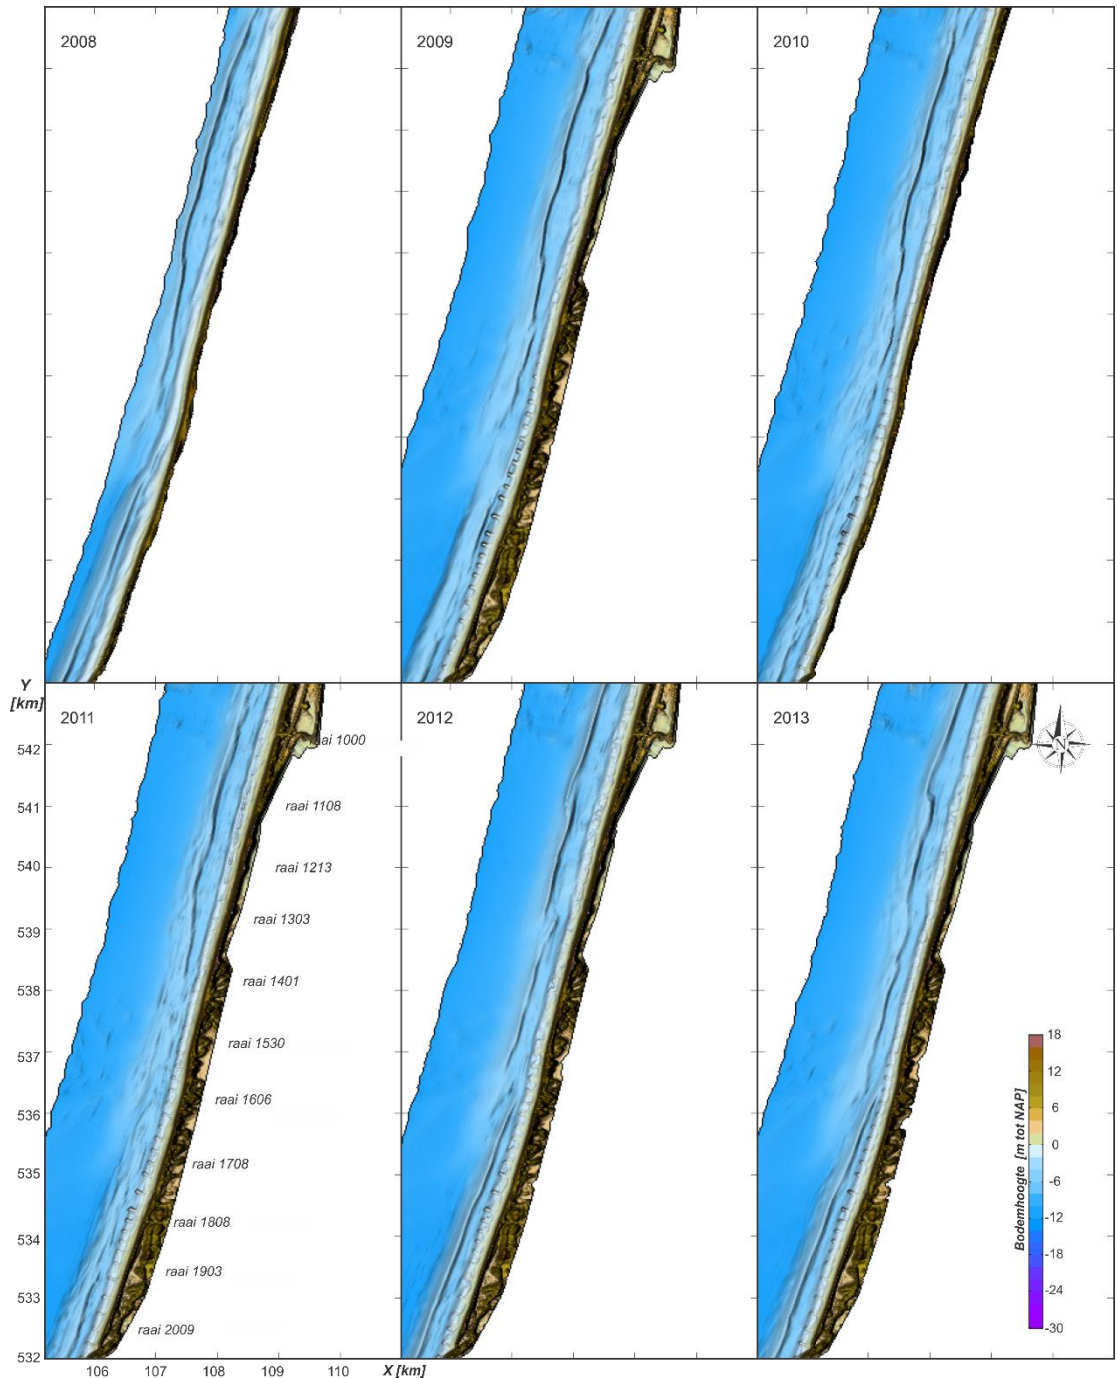 2008
2009
2010
Y
[km]
2011
2012
2013
N
542
541
540
539
538
537
536
535
534
533
532
raai 1000
raai 1108
raai 1213
raai 1303
raai 1401
raai 1530
raai 1606
raai 1708
raai 1808
raai 1903
raai 2009
Bodemhoogte [m tot NAP]
18
12
6
0
-6
-12
-18
-24
-30
106
107
108
109
110
X [km]